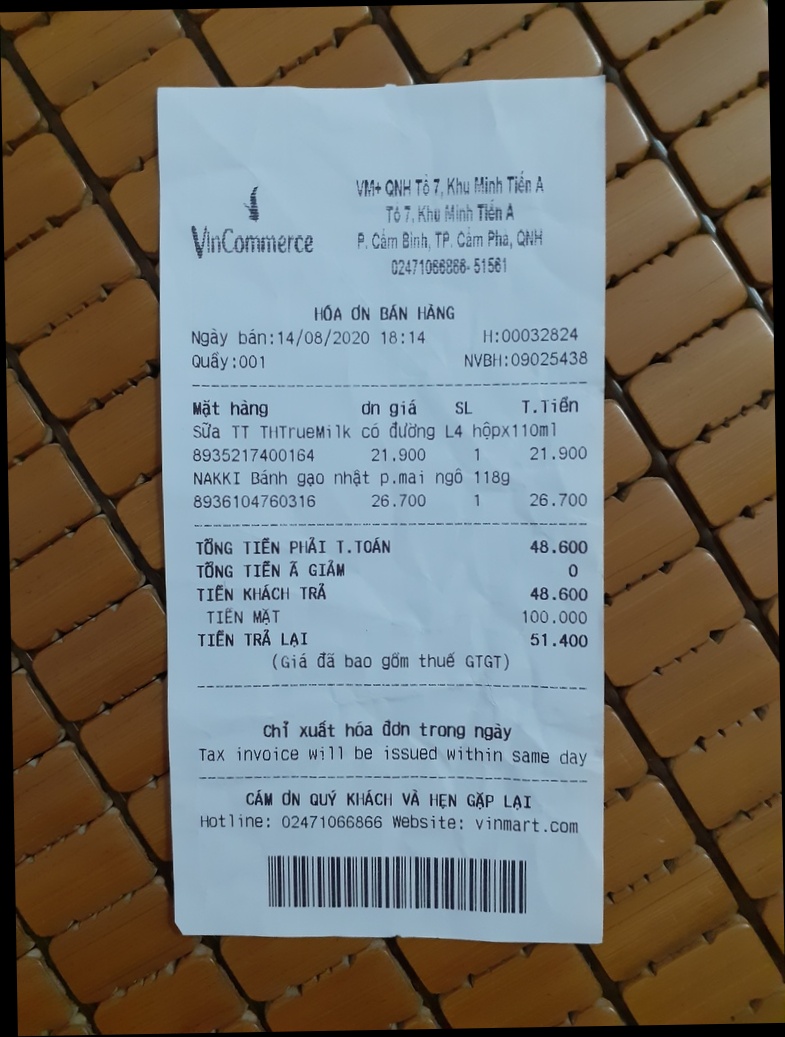 VinCommerce
VM+ QNH Tổ 7, Khu Minh Tiến A
Tổ 7, Khu Minh Tiến A
P. Cẩm Bình, TP. Cẩm Phả, QNH
02471066866-51561
HÓA ƠN BÁN HÀNG
Ngày bán:14/08/2020 18:14 H:00032824
Quầy:001 NVBH:09025438
Mặt hàng ơn giá SL T.Tiền
Sữa TT THTrueMilk có đường L4 hộpx110ml
8935217400164 21.900 1 21.900
NAKKI Bánh gạo nhật p.mai ngô 118g
8936104760316 26.700 1 26.700
TỔNG TIỀN PHẢI T.TOÁN 48.600
TỔNG TIỀN Ã GIẢM 0
TIỀN KHÁCH TRẢ 48.600
TIỀN MẶT 100.000
TIỀN TRẢ LẠI 51.400
(Giá đã bao gồm thuế GTGT)
Chỉ xuất hóa đơn trong ngày
Tax invoice will be issued within same day
CÁM ƠN QUÝ KHÁCH VÀ HẸN GẶP LẠI
Hotline: 02471066866 Website: vinmart.com